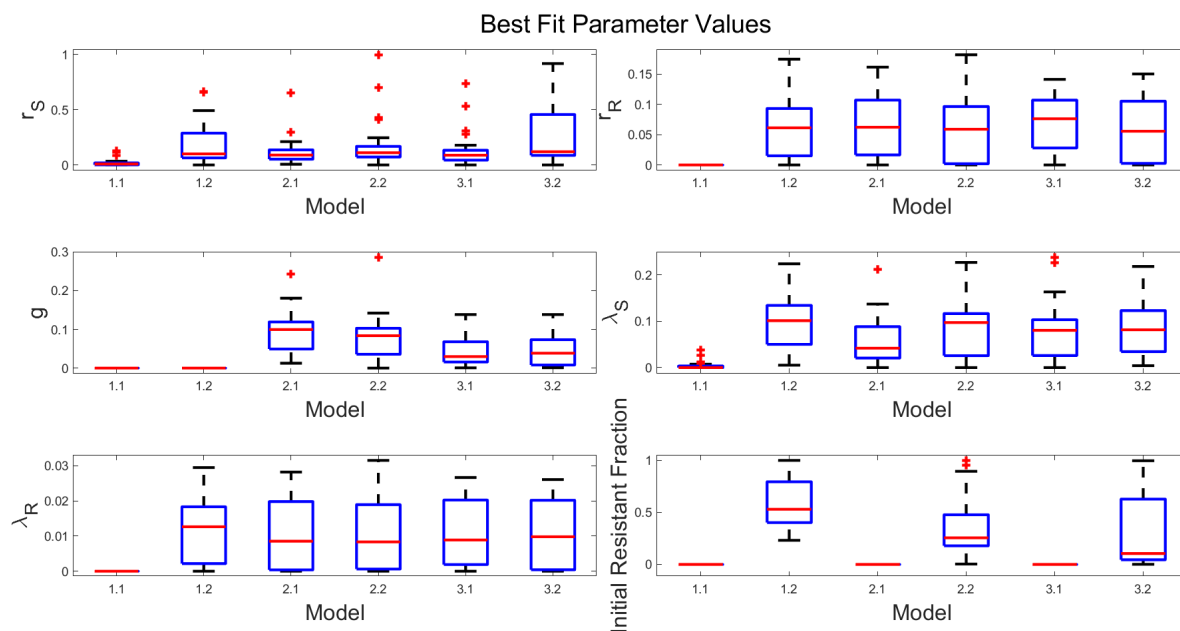 Best Fit Parameter Values
1
0.5
0
r_S
1.1 1.2 2.1 2.2 3.1 3.2
Model
0.15
0.1
0.05
0
r_R
1.1 1.2 2.1 2.2 3.1 3.2
Model
0.3
0.2
0.1
0
g
1.1 1.2 2.1 2.2 3.1 3.2
Model
0.2
0.1
0
λ_S
1.1 1.2 2.1 2.2 3.1 3.2
Model
0.03
0.02
0.01
0
λ_R
1.1 1.2 2.1 2.2 3.1 3.2
Model
1
0.5
0
Initial Resistant Fraction
1.1 1.2 2.1 2.2 3.1 3.2
Model